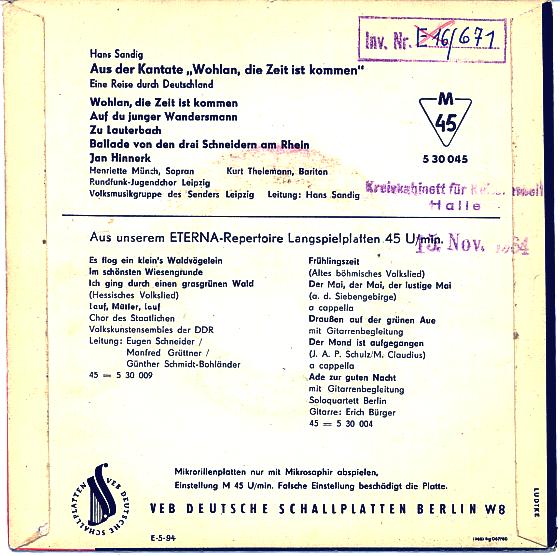 Inv. Nr. E 16/671
Hans Sandig
Aus der Kantate „Wohlan, die Zeit ist kommen"
Eine Reise durch Deutschland
Wohlan, die Zeit ist kommen
Auf du junger Wandersmann
Zu Lauterbach
Ballade von den drei Schneidern am Rhein
Jan Hinnerk
Henriette Münch, Sopran Kurt Thelemann, Bariton
Rundfunk-Jugendchor Leipzig
Volksmusikgruppe des Senders Leipzig Leitung: Hans Sandig
M
45
5 30 045
Kreiskabinett für
Halle
Aus unserem ETERNA-Repertoire Langspielplatten 45 U/min.
Nov.
Es flog ein klein's Waldvögelein
Im schönsten Wiesengrunde
Ich ging durch einen grasgrünen Wald
(Hessisches Volkslied)
Lauf, Müller, lauf
Chor des Staatlichen
Volkskunstensembles der DDR
Leitung: Eugen Schneider /
Manfred Grüttner /
Günther Schmidt-Bohländer
45 = 5 30 009
Frühlingszeit
(Altes böhmisches Volkslied)
Der Mai, der Mai, der lustige Mai
(a. d. Siebengebirge)
a cappella
Draußen auf der grünen Aue
mit Gitarrenbegleitung
Der Mond ist aufgegangen
(J. A. P. Schulz/M. Claudius)
a cappella
Ade zur guten Nacht
mit Gitarrenbegleitung
Soloquartett Berlin
Gitarre: Erich Bürger
45 = 5 30 004
Mikrorillenplatten nur mit Mikrosaphir abspielen,
Einstellung M 45 U/min. Falsche Einstellung beschädigt die Platte.
VEB DEUTSCHE SCHALLPLATTEN
VEB DEUTSCHE SCHALLPLATTEN BERLIN W8
E-5-94
LUDTKE